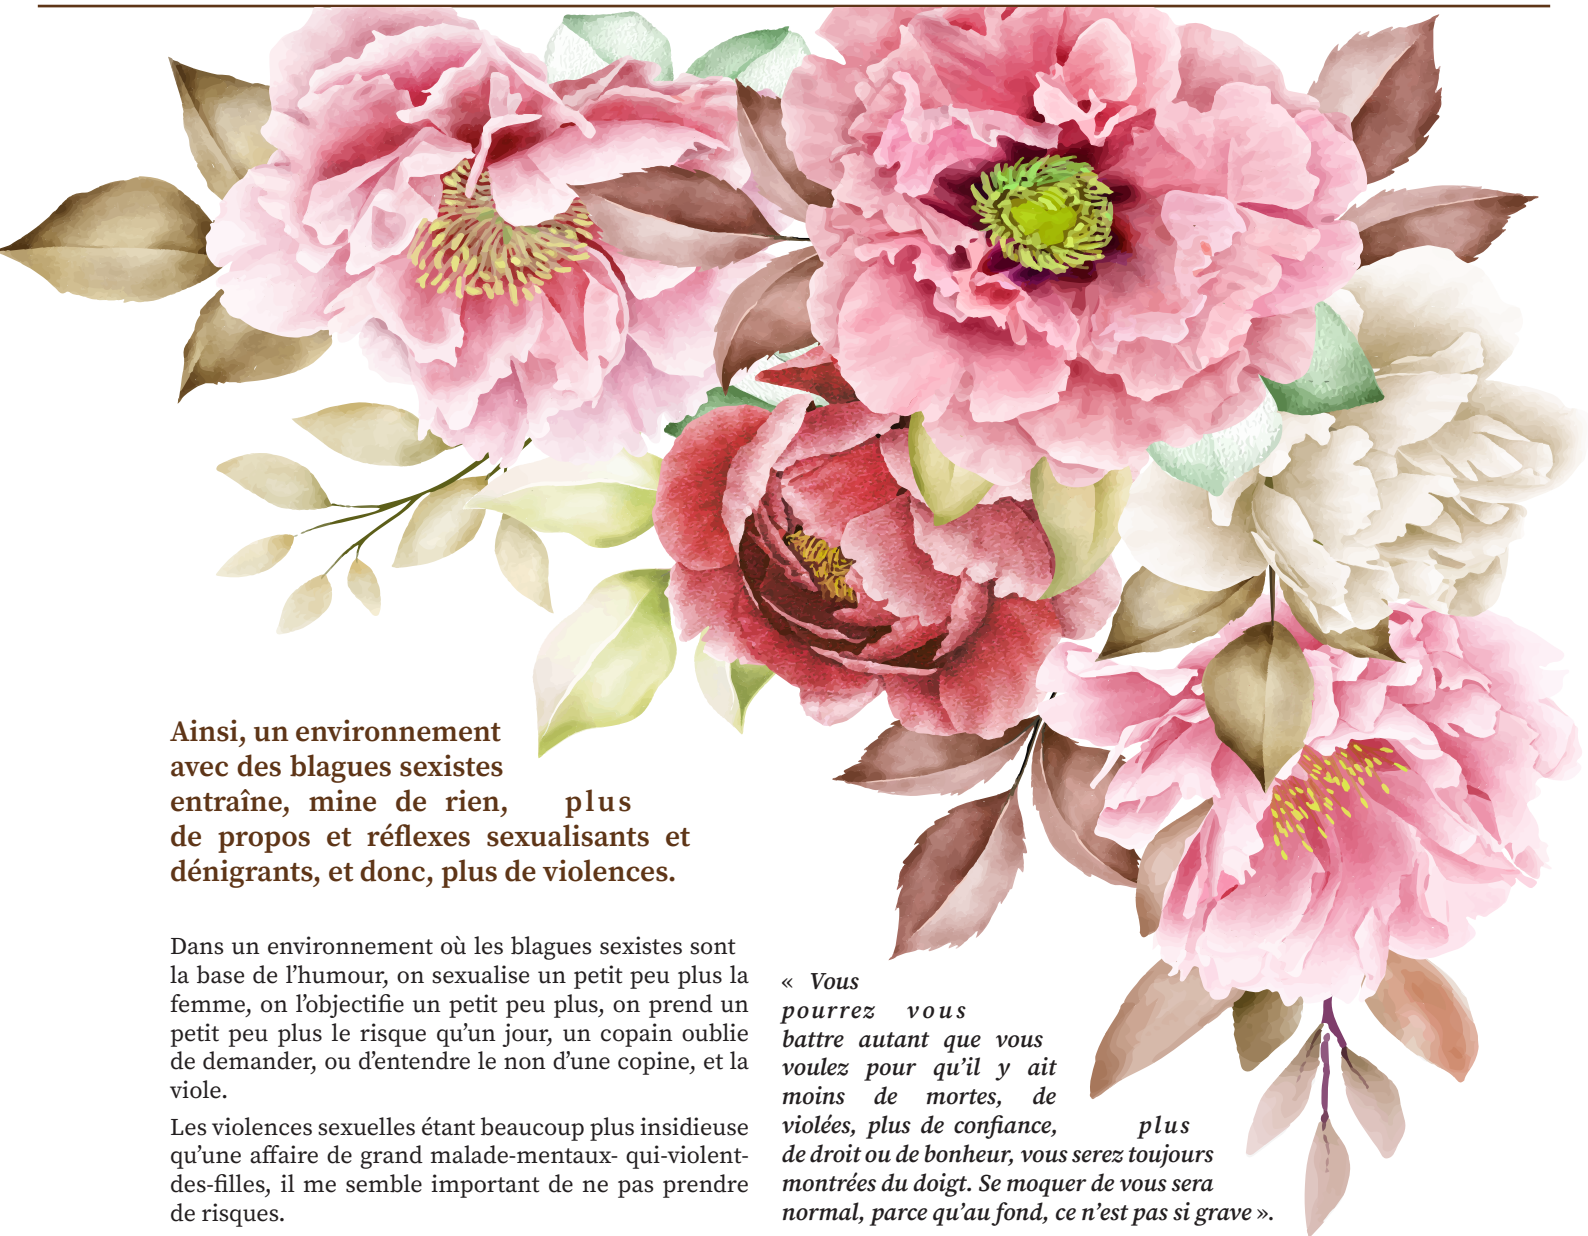 Ainsi, un environnement
avec des blagues sexistes
entraîne, mine de rien, plus
de propos et réflexes sexualisants et
dénigrants, et donc, plus de violences.
Dans un environnement où les blagues sexistes sont
la base de l’humour, on sexualise un petit peu plus la
femme, on l’objectifie un petit peu plus, on prend un
petit peu plus le risque qu’un jour, un copain oublie
de demander, ou d’entendre le non d’une copine, et la
viole.
Les violences sexuelles étant beaucoup plus insidieuse
qu’une affaire de grand malade-mentaux- qui-violent-
des-filles, il me semble important de ne pas prendre
de risques.
« Vous
pourrez vous
battre autant que vous
voulez pour qu’il y ait
moins de mortes, de
violées, plus de confiance, plus
de droit ou de bonheur, vous serez toujours
montrées du doigt. Se moquer de vous sera
normal, parce qu’au fond, ce n’est pas si grave ».